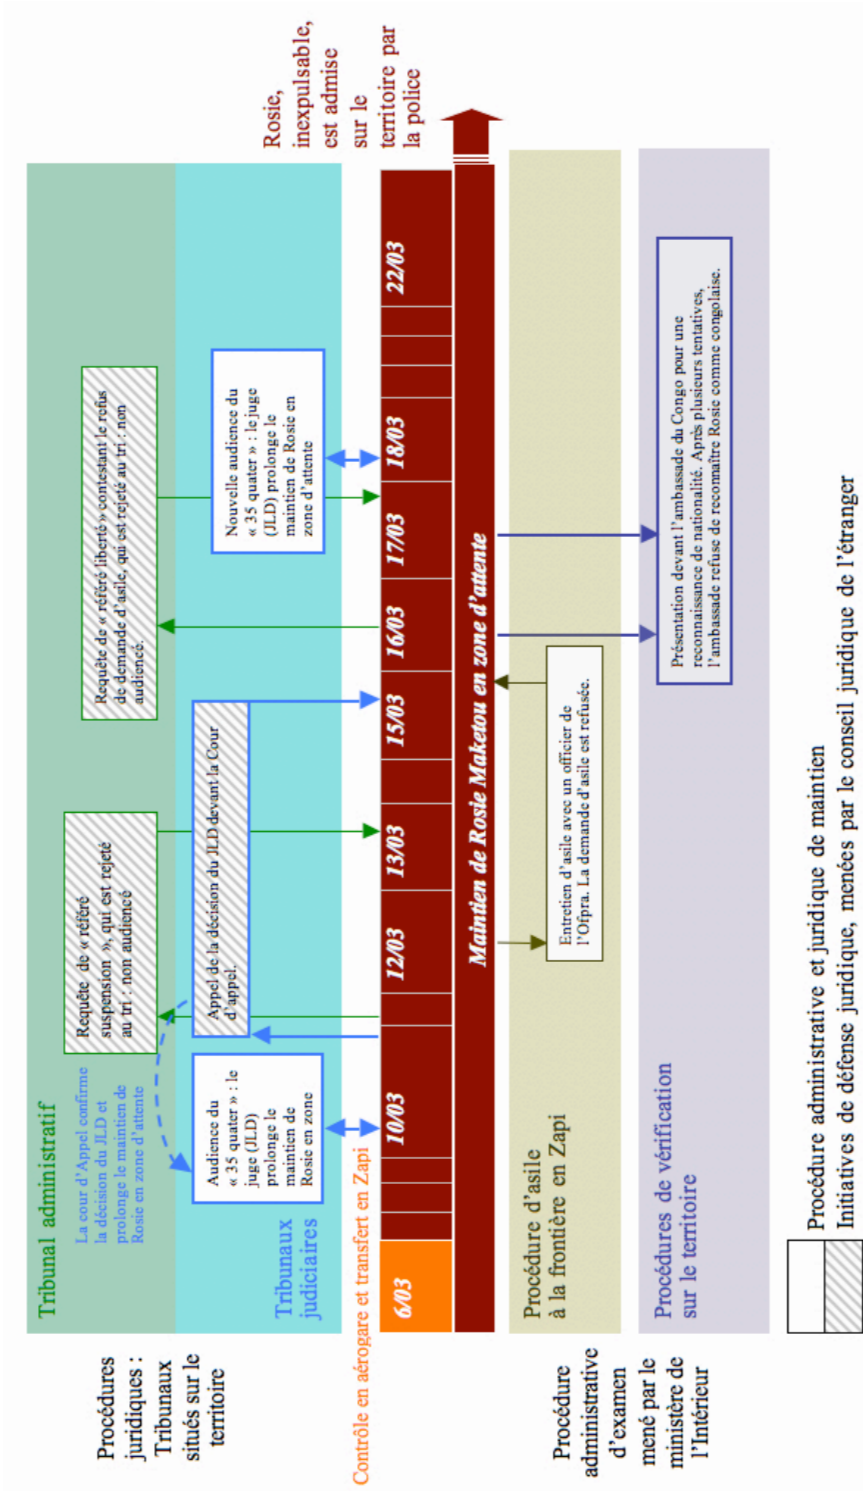 Procédures
juridiques :
Tribunaux
situés sur le
territoire
Tribunal administratif
La cour d'Appel confirme
la décision du JLD et
prolonge le maintien de
Rosie en zone d'attente
Requête de « référé
suspension », qui est rejeté
au tri : non audiencé
Requête de « référé liberté » contestant le refus
de demande d'asile, qui est rejeté au tri : non
audiencé.
Tribunaux
judiciaires
Audience du
« 35 quater » : le
juge (JLD)
prolonge le
maintien de
Rosie en zone
Appel de la décision du JLD devant la Cour
d'appel.
Nouvelle audience du
« 35 quater » : le juge
(JLD) prolonge le
maintien de Rosie en
zone d'attente
Rosie,
inexpulsable,
est admise
sur le
territoire par
la police
Contrôle en aérogare et transfert en Zapi
6/03
10/03
12/03
13/03
15/03
16/03
17/03
18/03
22/03
Maintien de Rosie Maketou en zone d'attente
Procédure
administrative
d'examen
mené par le
ministère de
l'Intérieur
Procédure d'asile
à la frontière en Zapi
Entretien d'asile avec un officier de
l'Ofpra. La demande d'asile est refusée.
Procédures de vérification
sur le territoire
Présentation devant l'ambassade du Congo pour une
reconnaissance de nationalité. Après plusieurs tentatives,
l'ambassade refuse de reconnaître Rosie comme congolaise.
Procédure administrative et juridique de maintien
Initiatives de défense juridique, menées par le conseil juridique de l'étranger